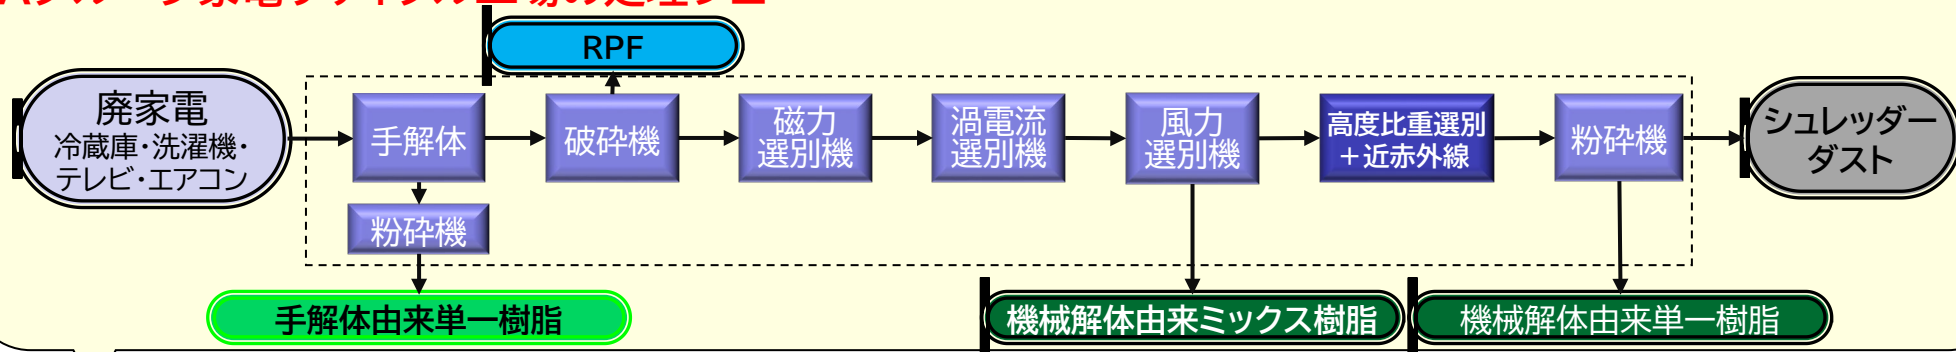 RPF
廃家電
冷蔵庫・洗濯機・
テレビ・エアコン
手解体
破砕機
磁力
選別機
渦電流
選別機
風力
選別機
高度比重選別
＋近赤外線
粉砕機
シュレッダー
ダスト
粉砕機
手解体由来単一樹脂
機械解体由来ミックス樹脂
機械解体由来単一樹脂